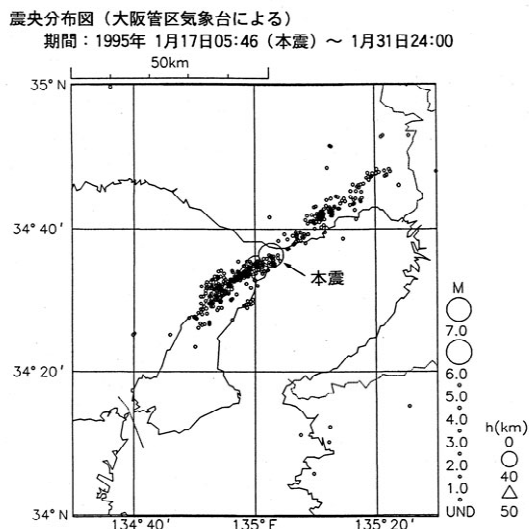 震央分布図（大阪管区気象台による）
期間：1995年 1月17日05:46（本震）～ 1月31日24:00
50km
35° N
34° 40′
34° 20′
34° N
134° 40′
135° E
135° 20′
本震
M
7.0
6.0
5.0
4.0
3.0
2.0
1.0
UND
h(km)
0
40
50